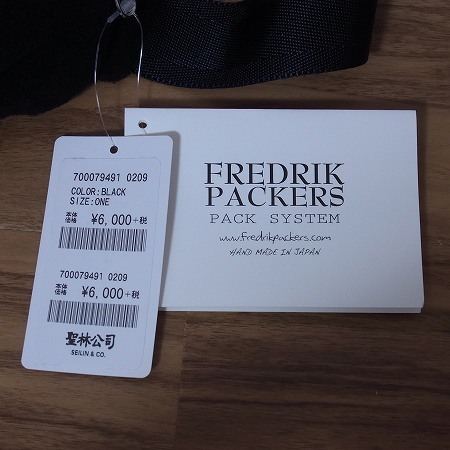 700079491 0209
COLOR:BLACK
SIZE:ONE
本体価格 ¥6,000+税
700079491 0209
本体価格 ¥6,000+税
聖林公司
SEILIN & CO.
FREDRIK
PACKERS
PACK SYSTEM
www.fredrikpackers.com
HAND MADE IN JAPAN